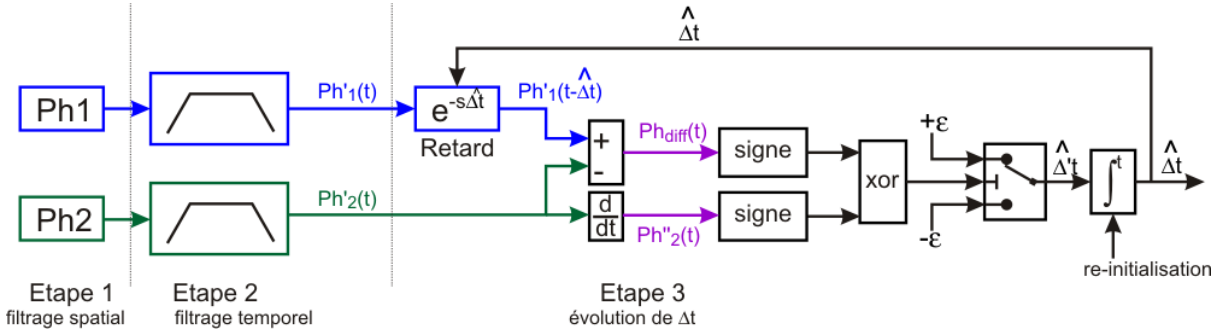 Δ̂t
Ph1
Ph'₁(t)
e^-sΔ̂t
Retard
Ph'₁(t-Δ̂t)
+
-
Ph_diff(t)
signe
xor
+ε
-ε
Δ̂'t
∫^t
Δ̂t
re-initialisation
Ph2
Ph'₂(t)
d
dt
Ph''₂(t)
signe
Etape 1
filtrage spatial
Etape 2
filtrage temporel
Etape 3
évolution de Δt